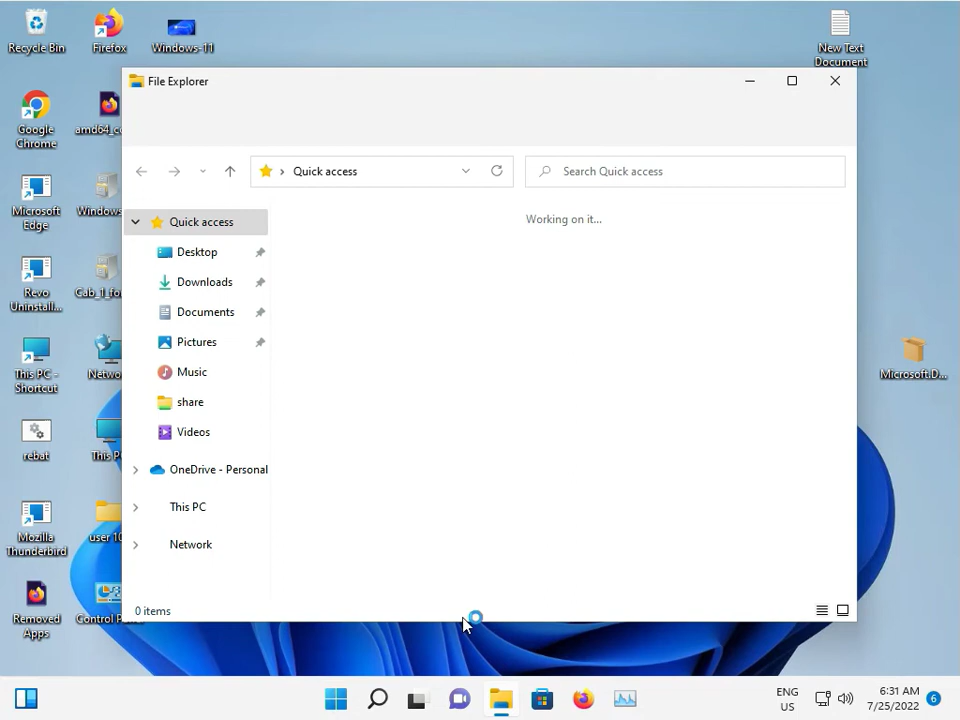 Recycle Bin
Firefox
Windows-11
New Text
Document
File Explorer
Google
Chrome
Quick access
Search Quick access
Microsoft
Edge
Quick access
Working on it...
Desktop
Downloads
Documents
Pictures
Music
share
Videos
OneDrive - Personal
This PC
Network
0 items
Revo
Uninstall...
This PC -
Shortcut
Microsoft.D...
rebat
Mozilla
Thunderbird
user 10
Removed
Apps
ENG
US
6:31 AM
7/25/2022
6